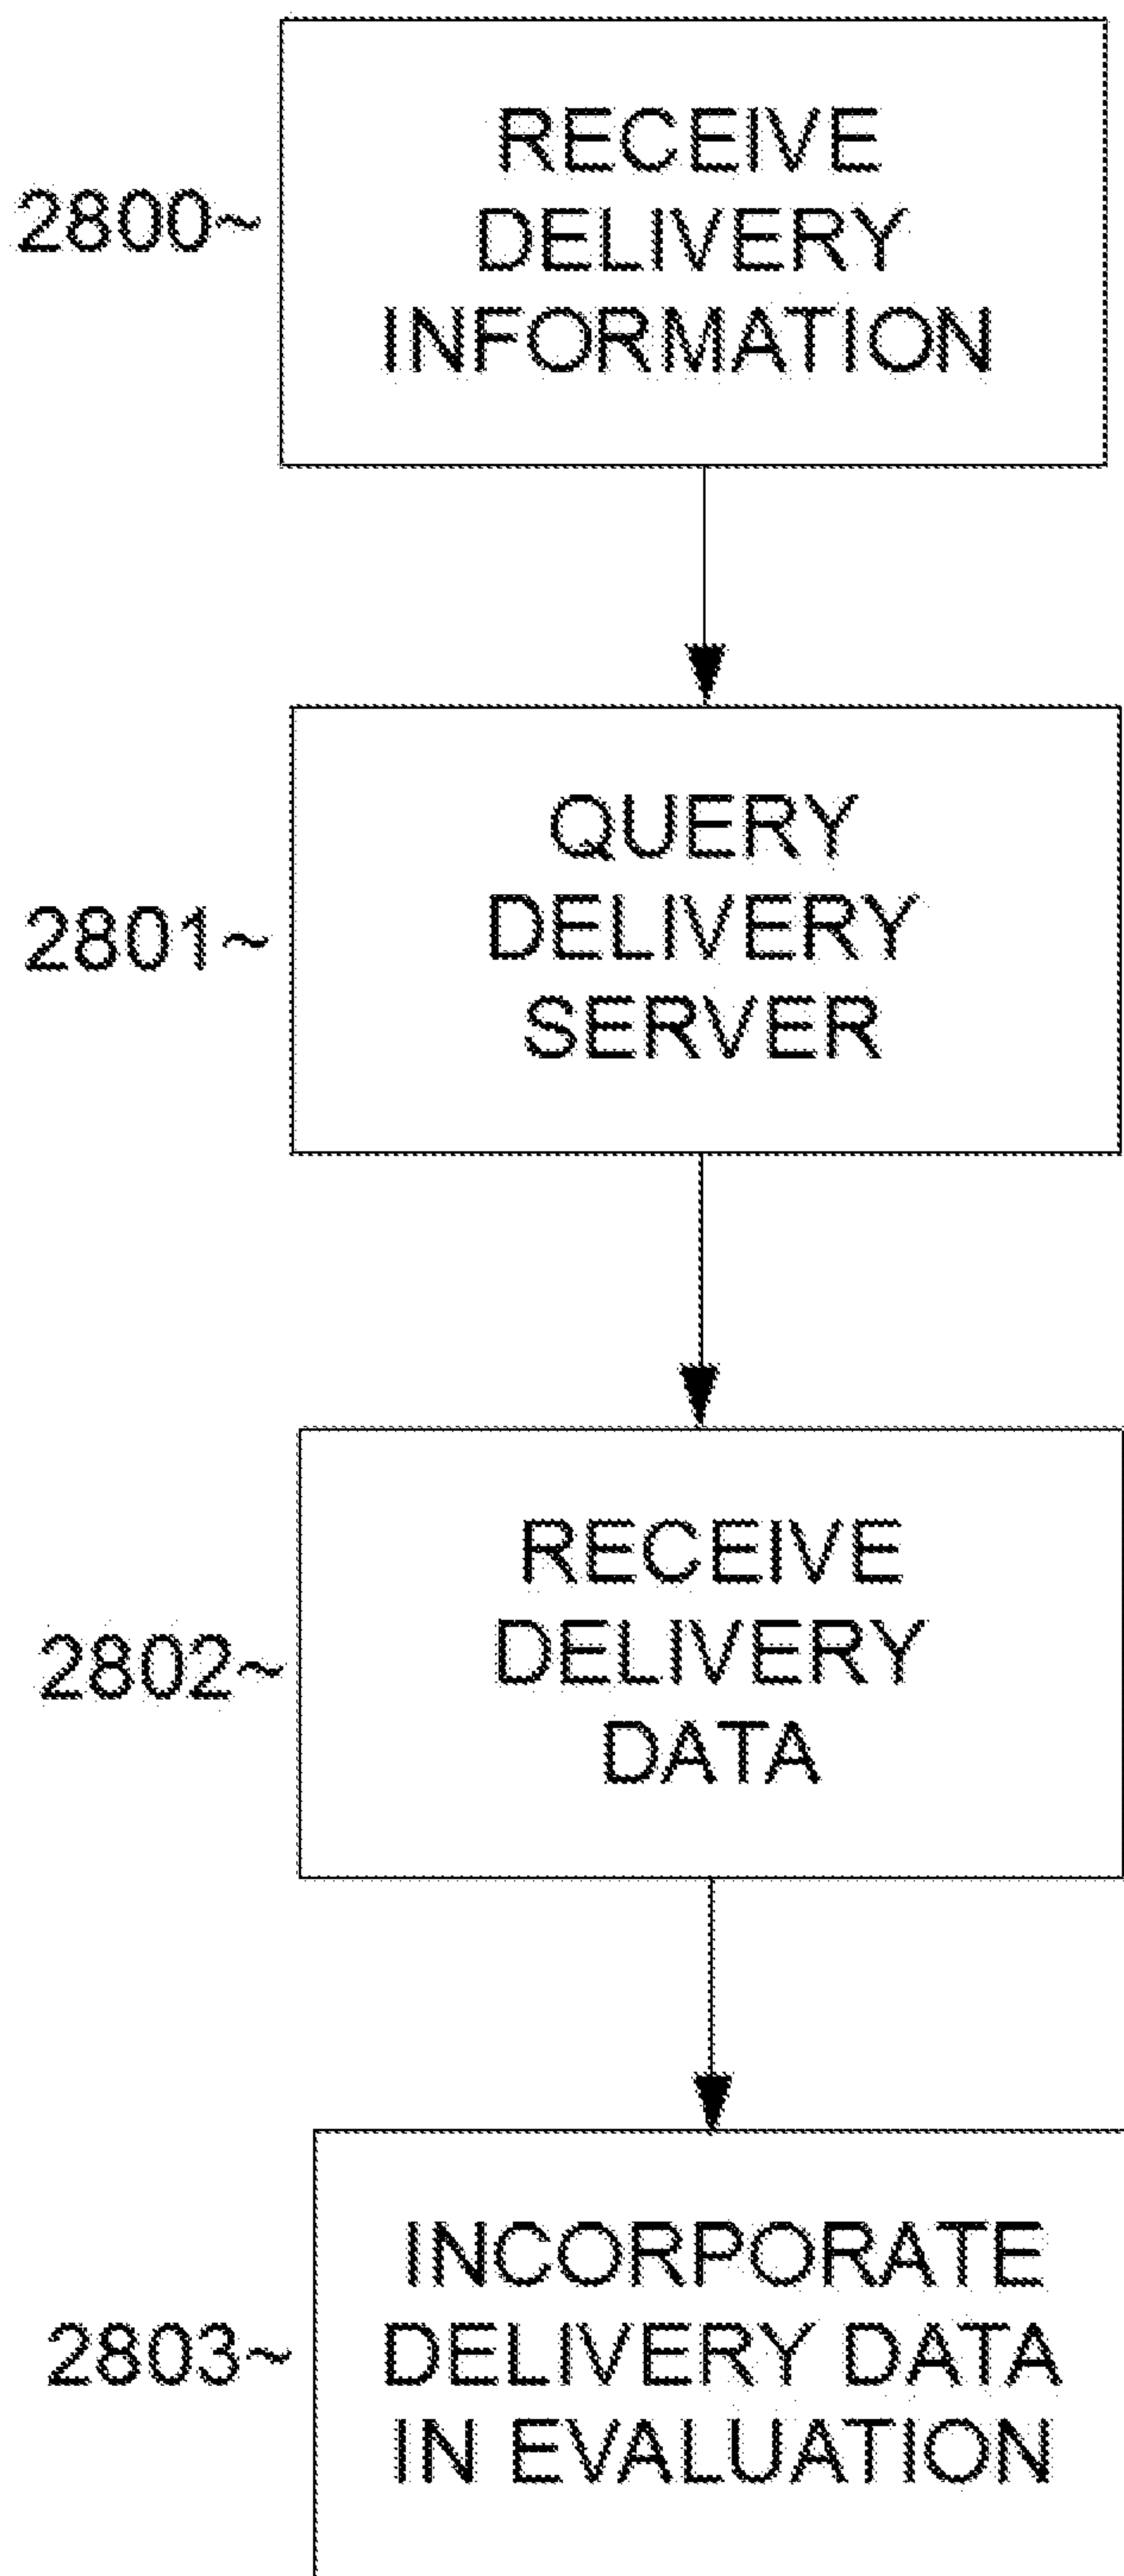 RECEIVE
DELIVERY
INFORMATION
2800~
QUERY
DELIVERY
SERVER
2801~
RECEIVE
DELIVERY
DATA
2802~
INCORPORATE
DELIVERY DATA
IN EVALUATION
2803~